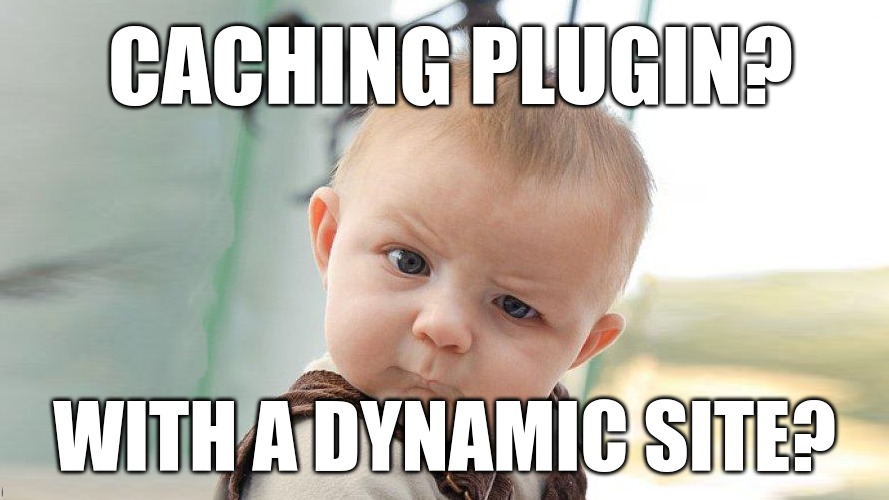 CACHING PLUGIN?
WITH A DYNAMIC SITE?